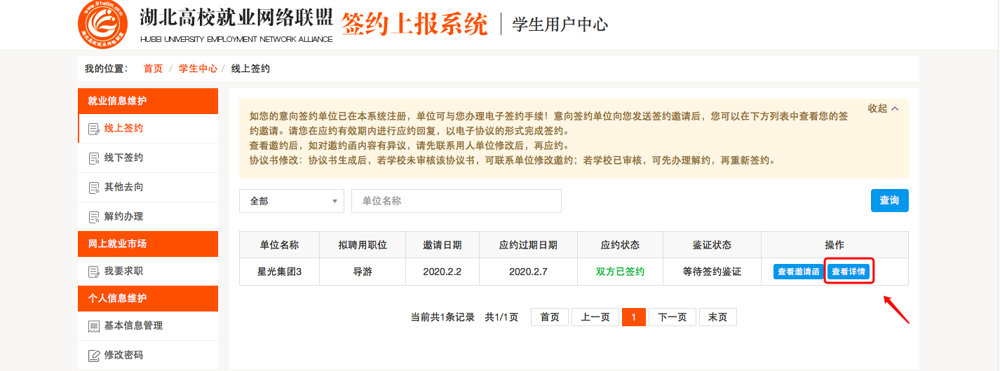 www.91wllm.com
湖北高校就业网络联盟
湖北高校就业网络联盟
HUBEI UNIVERSITY EMPLOYMENT NETWORK ALLIANCE
签约上报系统
学生用户中心
我的位置： 首页 / 学生中心 / 线上签约
就业信息维护
线上签约
线下签约
其他去向
解约办理
网上就业市场
我要求职
个人信息维护
基本信息管理
修改密码
收起
如您的意向签约单位已在本系统注册，单位可与您办理电子签约手续！意向签约单位向您发送签约邀请后，您可以在下方列表中查看您的签
约邀请。请您在应约有效期内进行应约回复，以电子协议的形式完成签约。
查看邀约后，如对邀约函内容有异议，请先联系用人单位修改后，再应约。
协议书修改：协议书生成后，若学校未审核该协议书，可联系单位修改邀约；若学校已审核，可先办理解约，再重新签约。
全部 单位名称 查询
单位名称 拟聘用职位 邀请日期 应约过期日期 应约状态 鉴证状态 操作
星光集团3 导游 2020.2.2 2020.2.7 双方已签约 等待签约鉴证 查看邀请函 查看详情
当前共1条记录 共1/1页 首页 上一页 1 下一页 末页